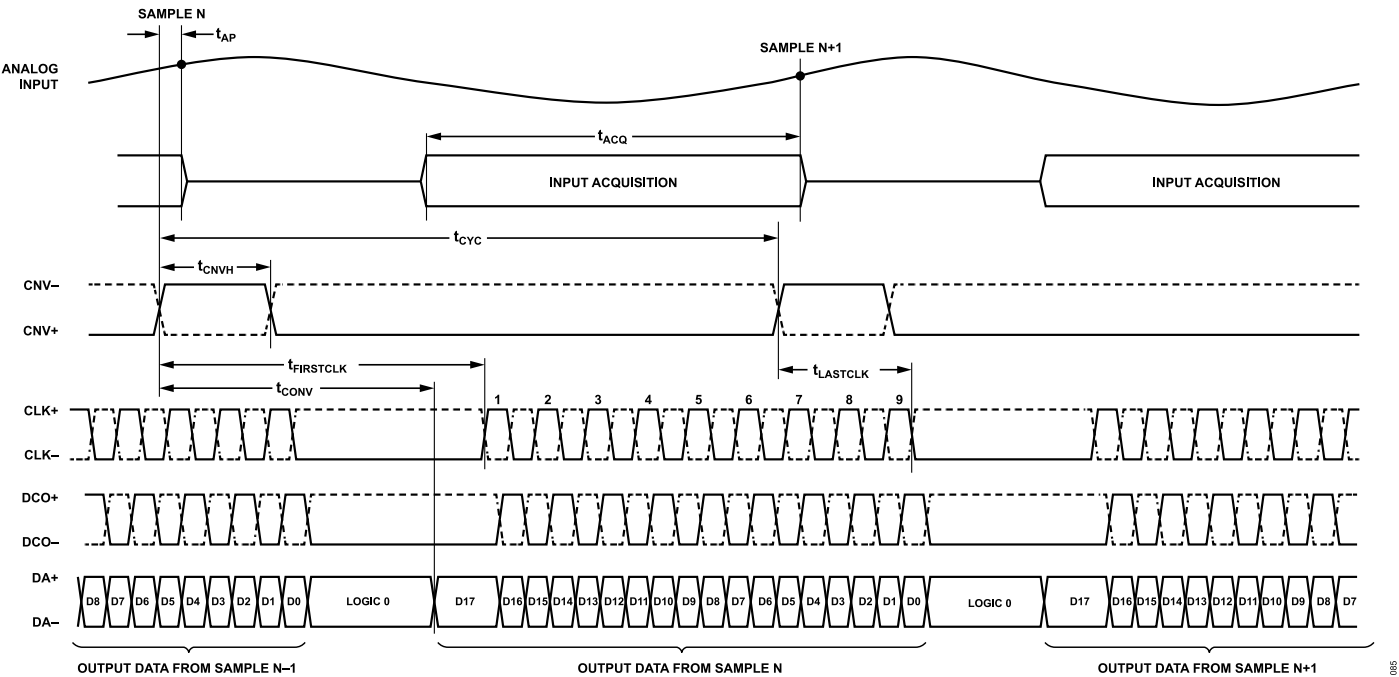 SAMPLE N
tAP
SAMPLE N+1
ANALOG
INPUT
tACQ
INPUT ACQUISITION
INPUT ACQUISITION
tCYC
tCNVH
CNV–
CNV+
tFIRSTCLK
tLASTCLK
tCONV
1 2 3 4 5 6 7 8 9
CLK+
CLK–
DCO+
DCO–
DA+
D8 D7 D6 D5 D4 D3 D2 D1 D0 LOGIC 0 D17 D16 D15 D14 D13 D12 D11 D10 D9 D8 D7 D6 D5 D4 D3 D2 D1 D0 LOGIC 0 D17 D16 D15 D14 D13 D12 D11 D10 D9 D8 D7
DA–
OUTPUT DATA FROM SAMPLE N–1
OUTPUT DATA FROM SAMPLE N
OUTPUT DATA FROM SAMPLE N+1
085